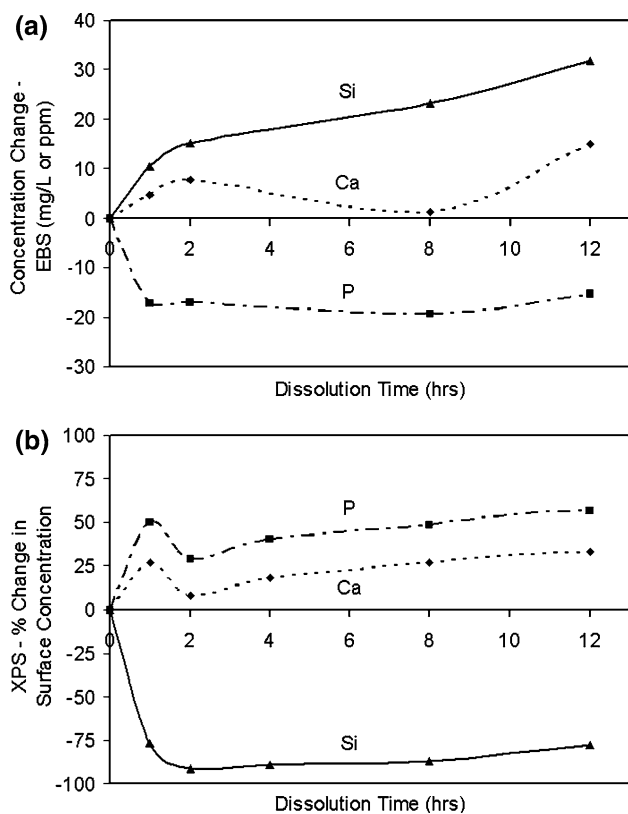 (a)
Concentration Change -
EBS (mg/L or ppm)
40
30
20
10
0
-10
-20
-30
Si
Ca
P
0 2 4 6 8 10 12
Dissolution Time (hrs)
(b)
XPS - % Change in
Surface Concentration
100
75
50
25
0
-25
-50
-75
-100
P
Ca
0 2 4 6 8 10 12
Si
Dissolution Time (hrs)